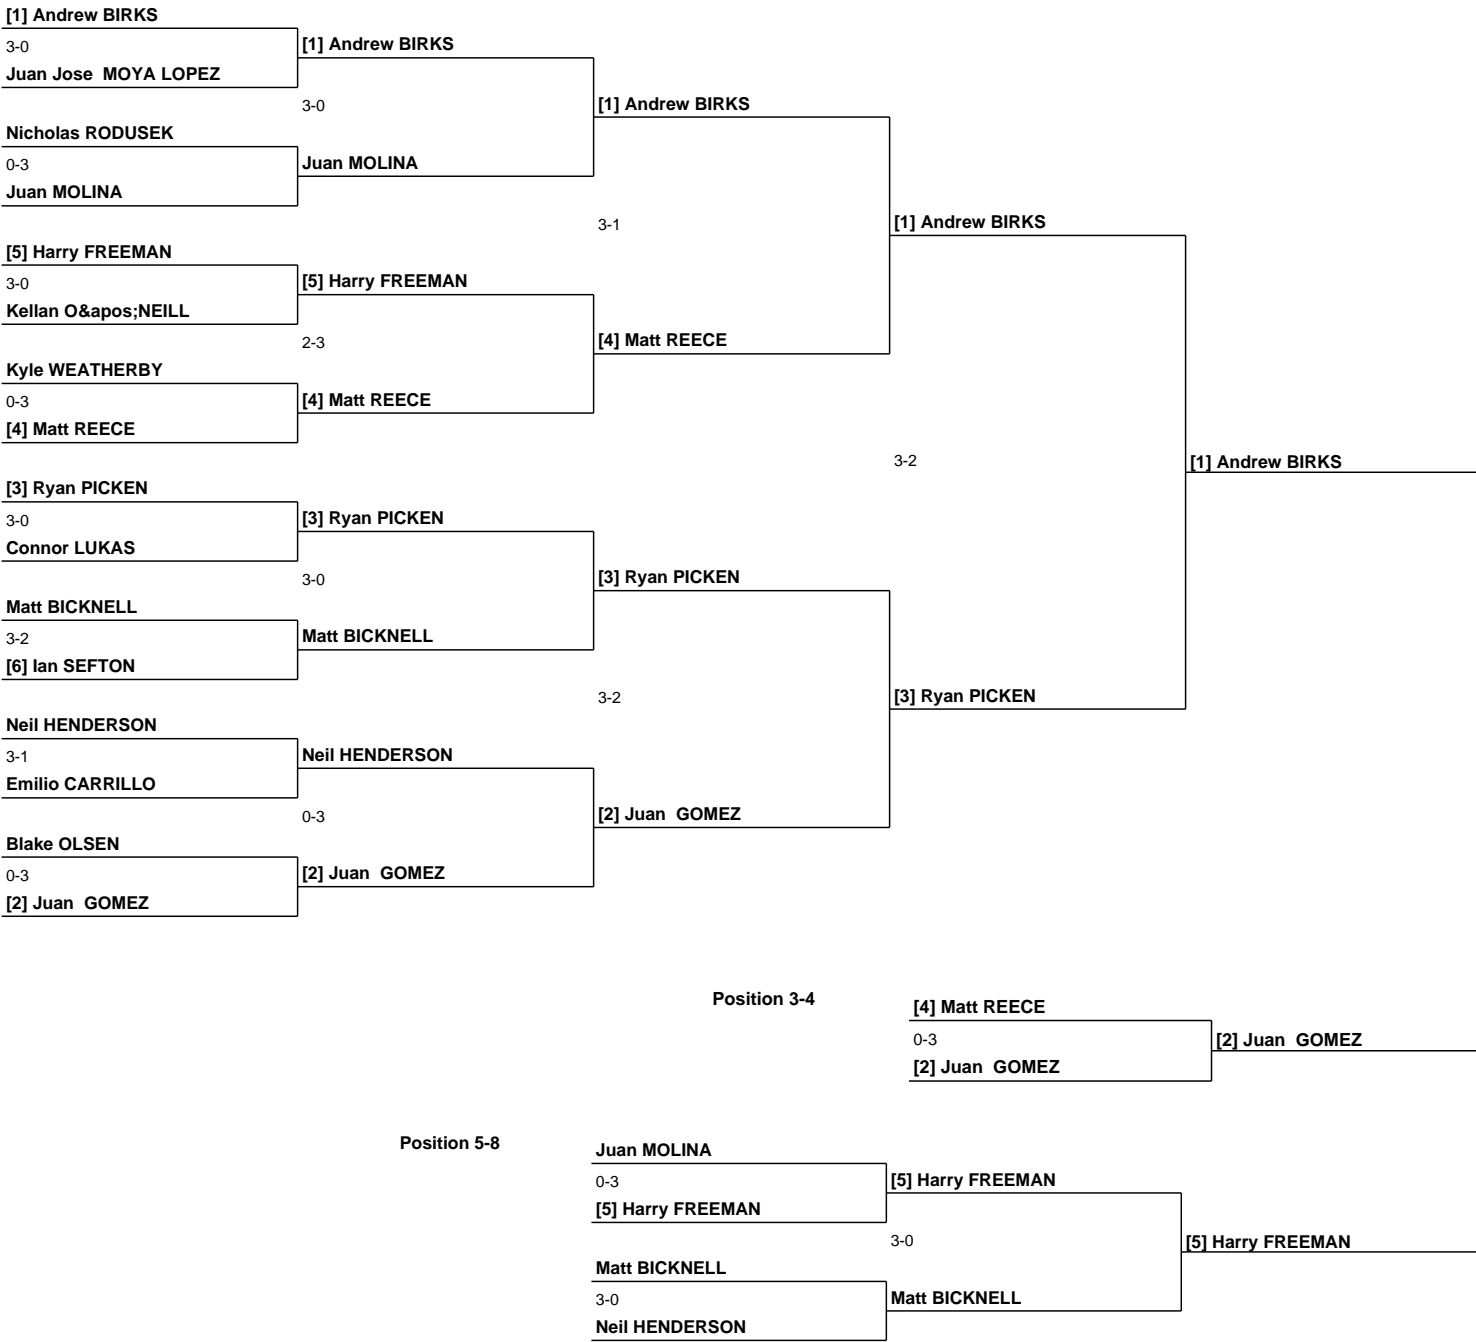 [1] Andrew BIRKS
3-0
[1] Andrew BIRKS
Juan Jose  MOYA LOPEZ
3-0
[1] Andrew BIRKS
Nicholas RODUSEK
0-3
Juan MOLINA
Juan MOLINA
3-1
[1] Andrew BIRKS
[5] Harry FREEMAN
3-0
[5] Harry FREEMAN
Kellan O&apos;NEILL
2-3
[4] Matt REECE
Kyle WEATHERBY
0-3
[4] Matt REECE
[4] Matt REECE
3-2
[1] Andrew BIRKS
[3] Ryan PICKEN
3-0
[3] Ryan PICKEN
Connor LUKAS
3-0
[3] Ryan PICKEN
Matt BICKNELL
3-2
Matt BICKNELL
[6] Ian SEFTON
3-2
[3] Ryan PICKEN
Neil HENDERSON
3-1
Neil HENDERSON
Emilio CARRILLO
0-3
[2] Juan  GOMEZ
Blake OLSEN
0-3
[2] Juan  GOMEZ
[2] Juan  GOMEZ
Position 3-4
[4] Matt REECE
0-3
[2] Juan  GOMEZ
[2] Juan  GOMEZ
Position 5-8
Juan MOLINA
0-3
[5] Harry FREEMAN
[5] Harry FREEMAN
3-0
[5] Harry FREEMAN
Matt BICKNELL
3-0
Matt BICKNELL
Neil HENDERSON